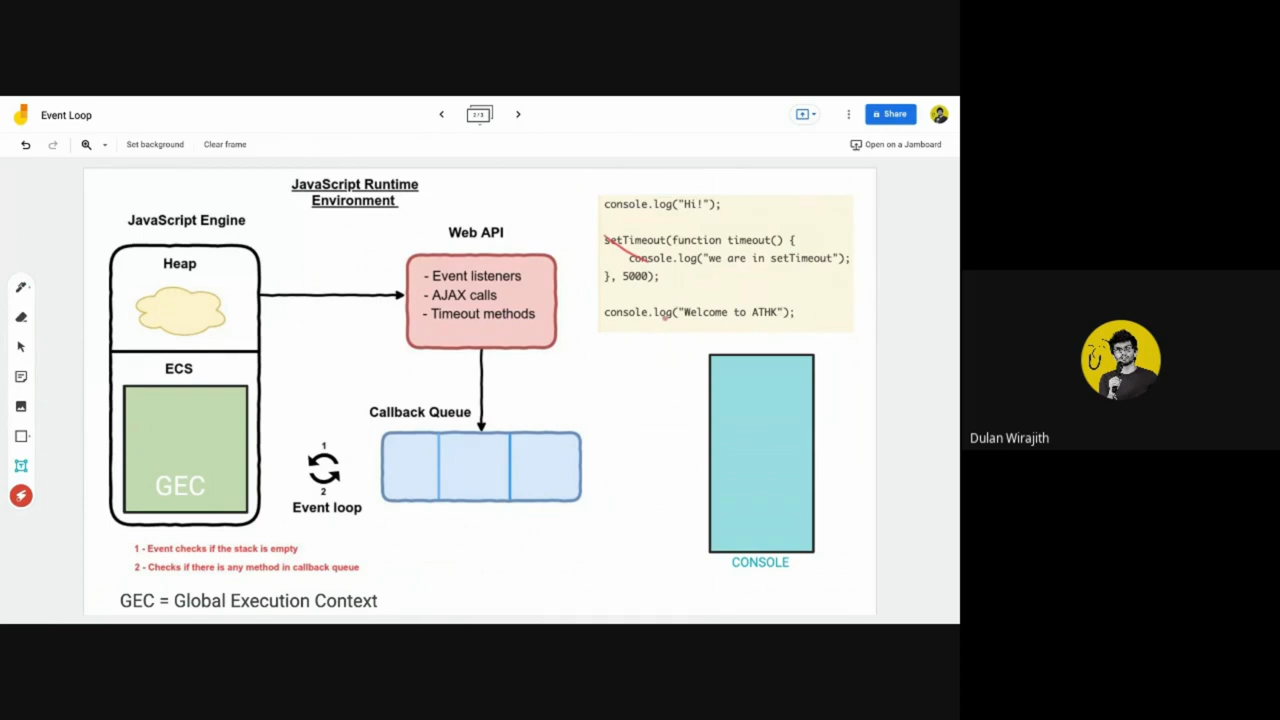 Event Loop
2 / 3
Share
Set background
Clear frame
Open on a Jamboard
JavaScript Runtime
Environment
JavaScript Engine
Heap
ECS
GEC
Web API
- Event listeners
- AJAX calls
- Timeout methods
Callback Queue
1
2
Event loop
1 - Event checks if the stack is empty
2 - Checks if there is any method in callback queue
GEC = Global Execution Context
console.log("Hi!");
setTimeout(function timeout() {
console.log("we are in setTimeout");
}, 5000);
console.log("Welcome to ATHK");
CONSOLE
Dulan Wirajith